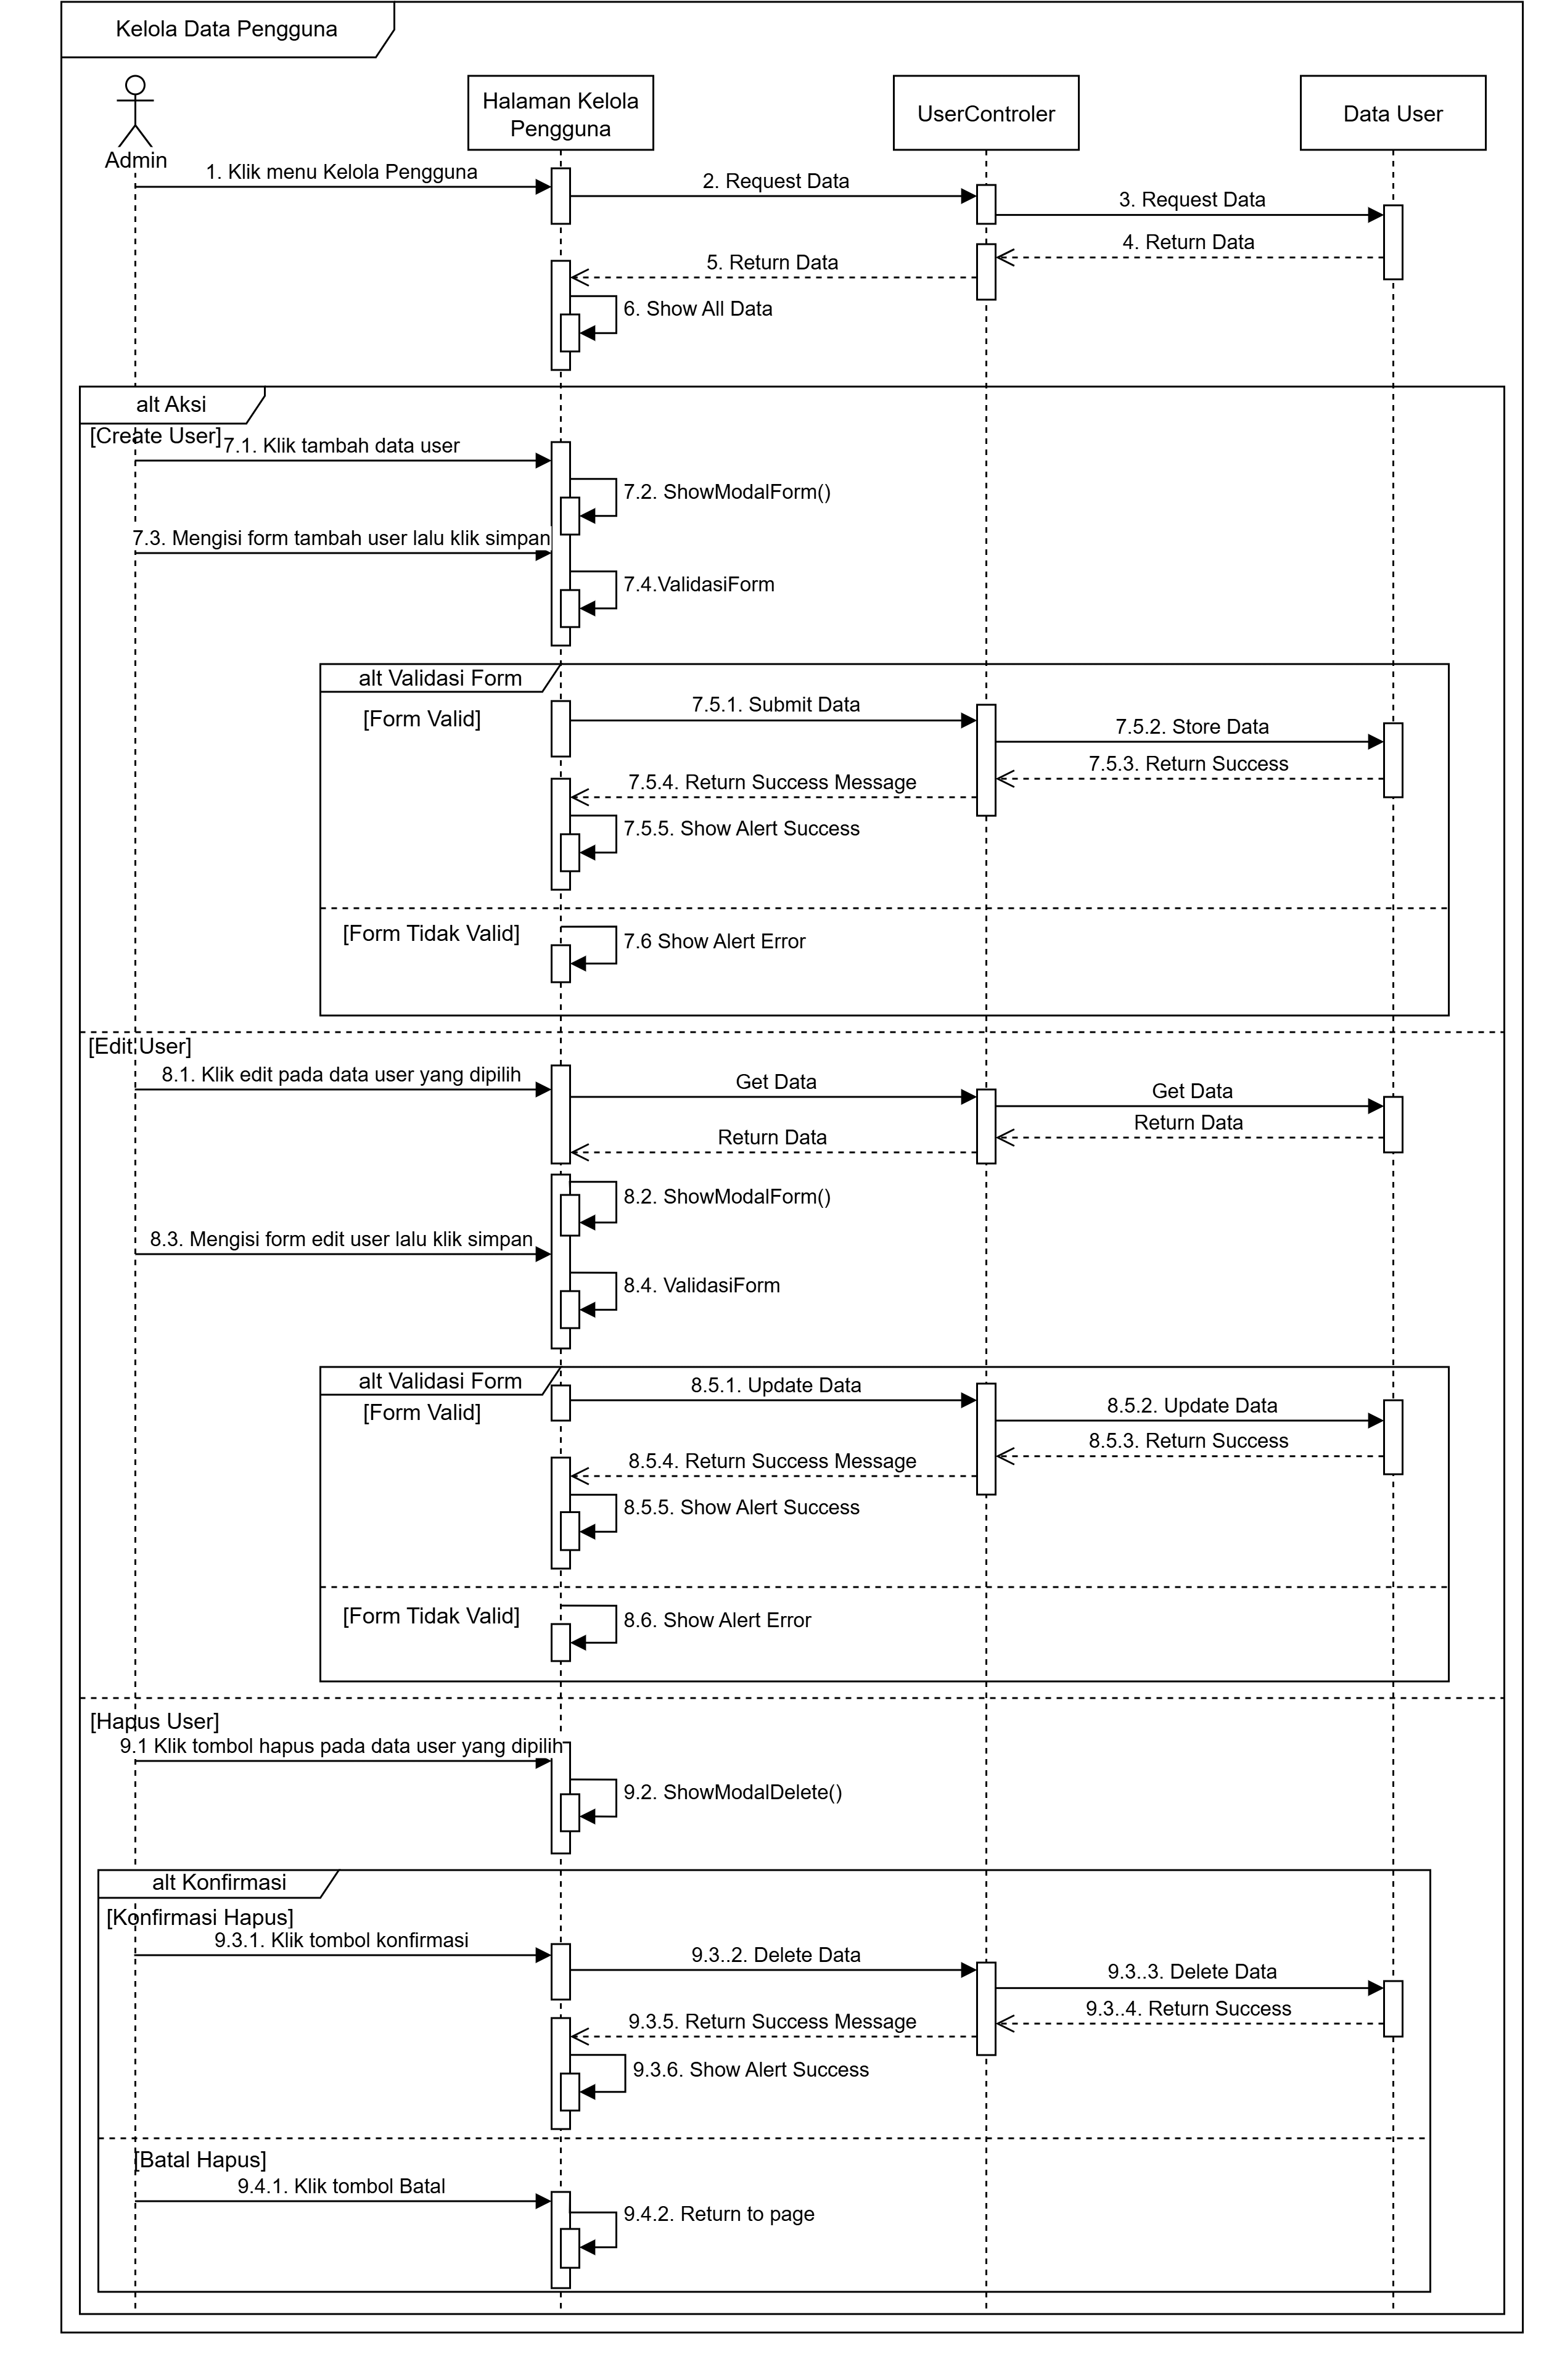 Kelola Data Pengguna
Admin
Halaman Kelola
Pengguna
UserControler
Data User
1. Klik menu Kelola Pengguna
2. Request Data
3. Request Data
4. Return Data
5. Return Data
6. Show All Data
alt Aksi
[Create User]
7.1. Klik tambah data user
7.2. ShowModalForm()
7.3. Mengisi form tambah user lalu klik simpan
7.4.ValidasiForm
alt Validasi Form
[Form Valid]
7.5.1. Submit Data
7.5.2. Store Data
7.5.3. Return Success
7.5.4. Return Success Message
7.5.5. Show Alert Success
[Form Tidak Valid]
7.6 Show Alert Error
[Edit User]
8.1. Klik edit pada data user yang dipilih
Get Data
Get Data
Return Data
Return Data
8.2. ShowModalForm()
8.3. Mengisi form edit user lalu klik simpan
8.4. ValidasiForm
alt Validasi Form
[Form Valid]
8.5.1. Update Data
8.5.2. Update Data
8.5.3. Return Success
8.5.4. Return Success Message
8.5.5. Show Alert Success
[Form Tidak Valid]
8.6. Show Alert Error
[Hapus User]
9.1 Klik tombol hapus pada data user yang dipilih
9.2. ShowModalDelete()
alt Konfirmasi
[Konfirmasi Hapus]
9.3.1. Klik tombol konfirmasi
9.3..2. Delete Data
9.3..3. Delete Data
9.3..4. Return Success
9.3.5. Return Success Message
9.3.6. Show Alert Success
[Batal Hapus]
9.4.1. Klik tombol Batal
9.4.2. Return to page